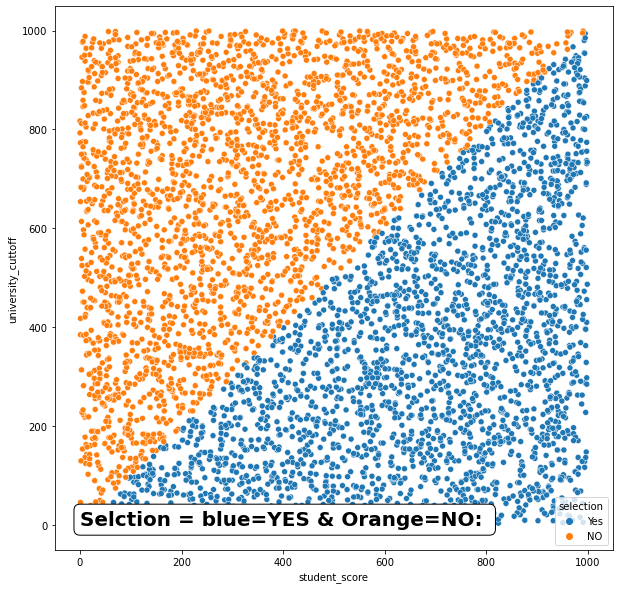 1000
800
600
400
200
0
university_cuttoff
Selction = blue=YES & Orange=NO:
selection
Yes
NO
0 200 400 600 800 1000
student_score